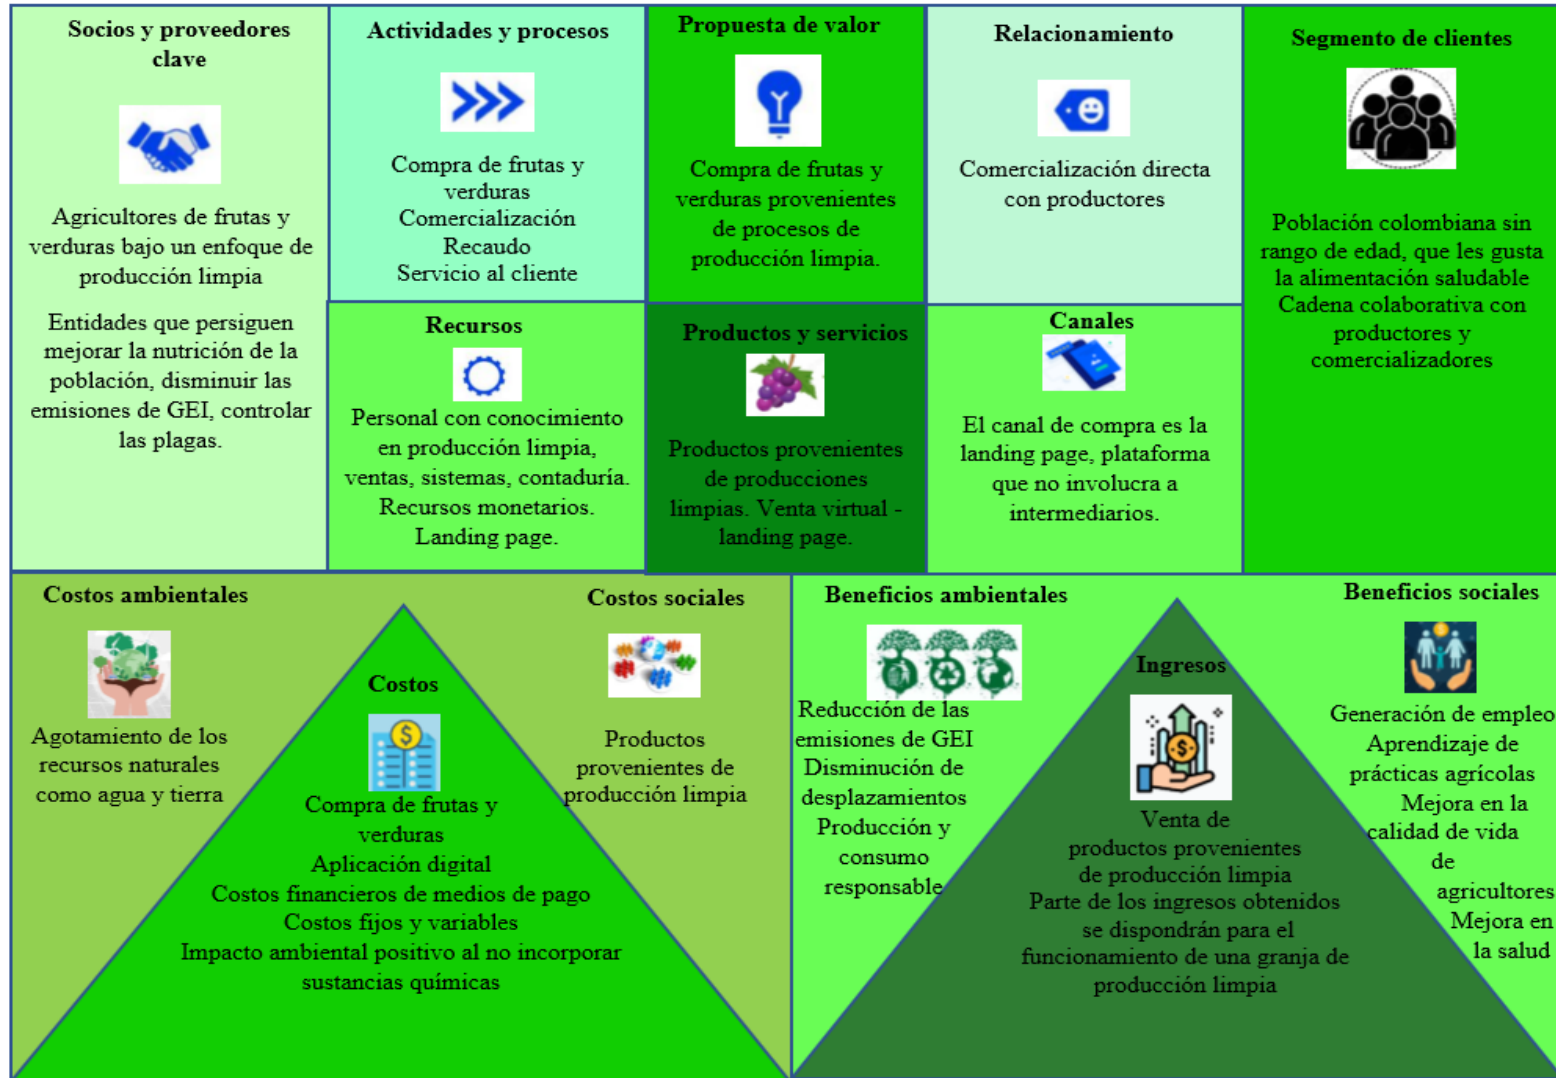 Socios y proveedores
clave
Agricultores de frutas y
verduras bajo un enfoque de
producción limpia
Entidades que persiguen
mejorar la nutrición de la
población, disminuir las
emisiones de GEI, controlar
las plagas.
Actividades y procesos
Compra de frutas y
verduras
Comercialización
Recaudo
Servicio al cliente
Recursos
Personal con conocimiento
en producción limpia,
ventas, sistemas, contaduría.
Recursos monetarios.
Landing page.
Propuesta de valor
Compra de frutas y
verduras provenientes
de procesos de
producción limpia.
Productos y servicios
Productos provenientes
de producciones
limpias. Venta virtual -
landing page.
Relacionamiento
Comercialización directa
con productores
Canales
El canal de compra es la
landing page, plataforma
que no involucra a
intermediarios.
Segmento de clientes
Población colombiana sin
rango de edad, que les gusta
la alimentación saludable
Cadena colaborativa con
productores y
comercializadores
Costos ambientales
Agotamiento de los
recursos naturales
como agua y tierra
Costos
Compra de frutas y
verduras
Aplicación digital
Costos financieros de medios de pago
Costos fijos y variables
Impacto ambiental positivo al no incorporar
sustancias químicas
Costos sociales
Productos
provenientes de
producción limpia
Beneficios ambientales
Reducción de las
emisiones de GEI
Disminución de
desplazamientos
Producción y
consumo
responsable
Ingresos
Venta de
productos provenientes
de producción limpia
Parte de los ingresos obtenidos
se dispondrán para el
funcionamiento de una granja de
producción limpia
Beneficios sociales
Generación de empleo
Aprendizaje de
prácticas agrícolas
Mejora en la
calidad de vida
de
agricultores
Mejora en
la salud